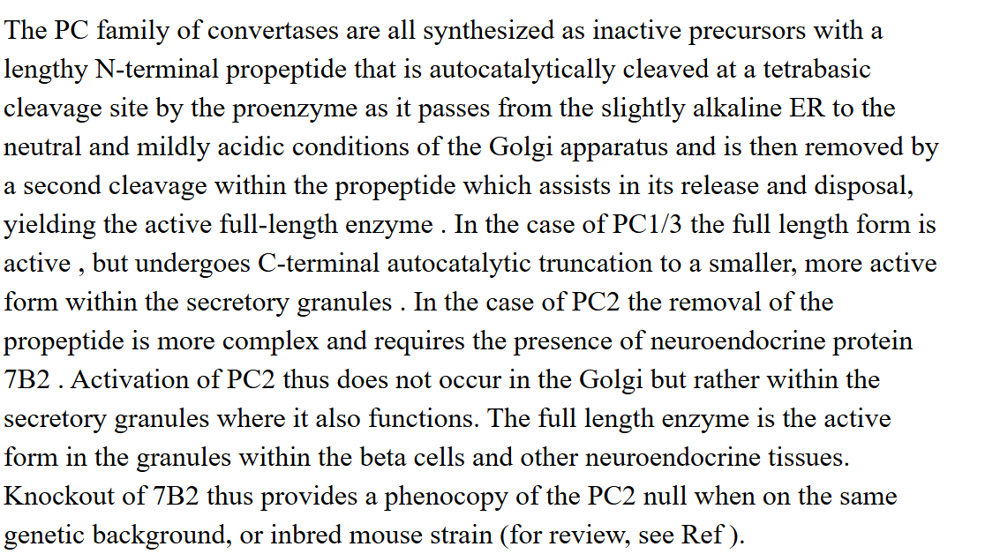 The PC family of convertases are all synthesized as inactive precursors with a
lengthy N-terminal propeptide that is autocatalytically cleaved at a tetrabasic
cleavage site by the proenzyme as it passes from the slightly alkaline ER to the
neutral and mildly acidic conditions of the Golgi apparatus and is then removed by
a second cleavage within the propeptide which assists in its release and disposal,
yielding the active full-length enzyme . In the case of PC1/3 the full length form is
active , but undergoes C-terminal autocatalytic truncation to a smaller, more active
form within the secretory granules . In the case of PC2 the removal of the
propeptide is more complex and requires the presence of neuroendocrine protein
7B2 . Activation of PC2 thus does not occur in the Golgi but rather within the
secretory granules where it also functions. The full length enzyme is the active
form in the granules within the beta cells and other neuroendocrine tissues.
Knockout of 7B2 thus provides a phenocopy of the PC2 null when on the same
genetic background, or inbred mouse strain (for review, see Ref ).